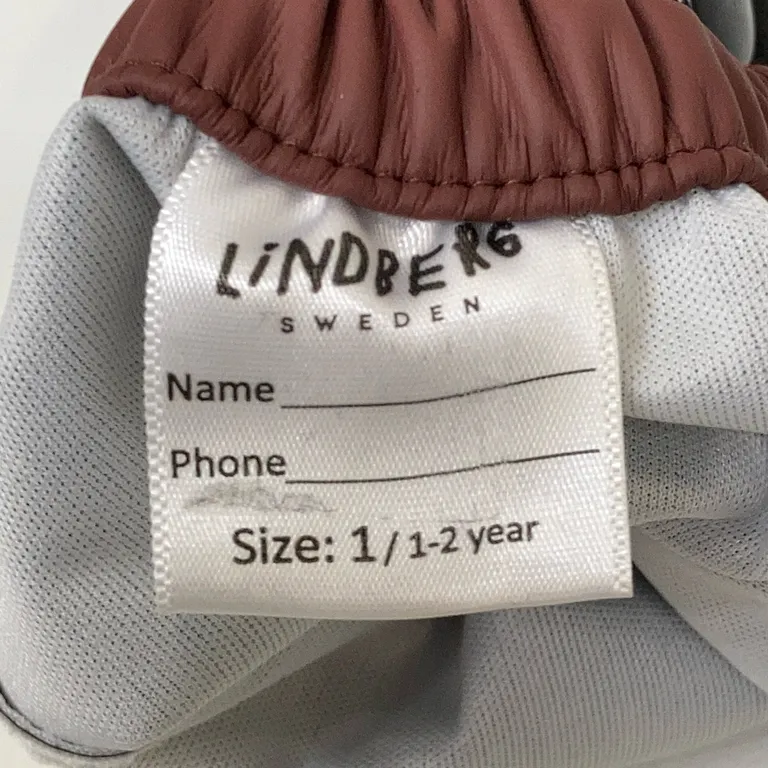 LiNDBERG
SWEDEN
Name
Phone
Size: 1 / 1-2 year